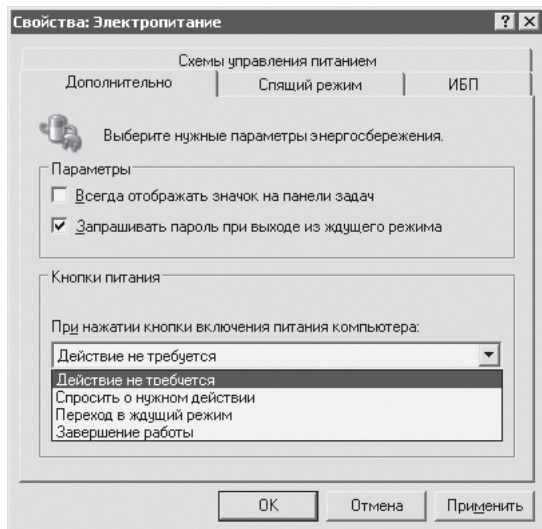 Свойства: Электропитание
Схемы управления питанием
Дополнительно
Спящий режим
ИБП
Выберите нужные параметры энергосбережения.
Параметры
Всегда отображать значок на панели задач
Запрашивать пароль при выходе из ждущего режима
Кнопки питания
При нажатии кнопки включения питания компьютера:
Действие не требуется
Действие не требуется
Спросить о нужном действии
Переход в ждущий режим
Завершение работы
ОК
Отмена
Применить